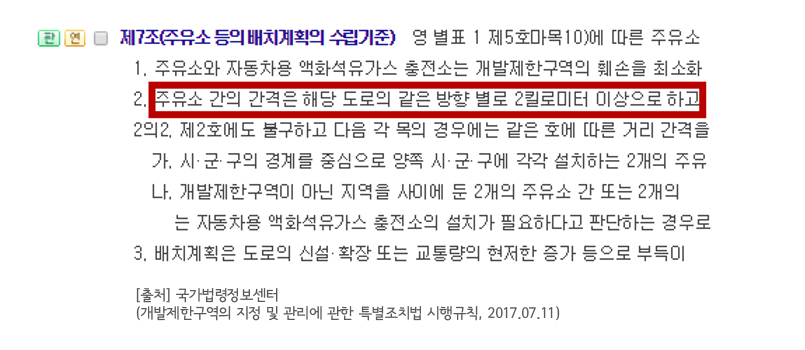 판 연 제7조(주유소 등의 배치계획의 수립기준) 영 별표 1 제5호마목10)에 따른 주유소
1. 주유소와 자동차용 액화석유가스 충전소는 개발제한구역의 훼손을 최소화
2. 주유소 간의 간격은 해당 도로의 같은 방향 별로 2킬로미터 이상으로 하고
2의2. 제2호에도 불구하고 다음 각 목의 경우에는 같은 호에 따른 거리 간격을
가. 시·군·구의 경계를 중심으로 양쪽 시·군·구에 각각 설치하는 2개의 주유
나. 개발제한구역이 아닌 지역을 사이에 둔 2개의 주유소 간 또는 2개의
는 자동차용 액화석유가스 충전소의 설치가 필요하다고 판단하는 경우로
3. 배치계획은 도로의 신설·확장 또는 교통량의 현저한 증가 등으로 부득이
[출처] 국가법령정보센터
(개발제한구역의 지정 및 관리에 관한 특별조치법 시행규칙, 2017.07.11)